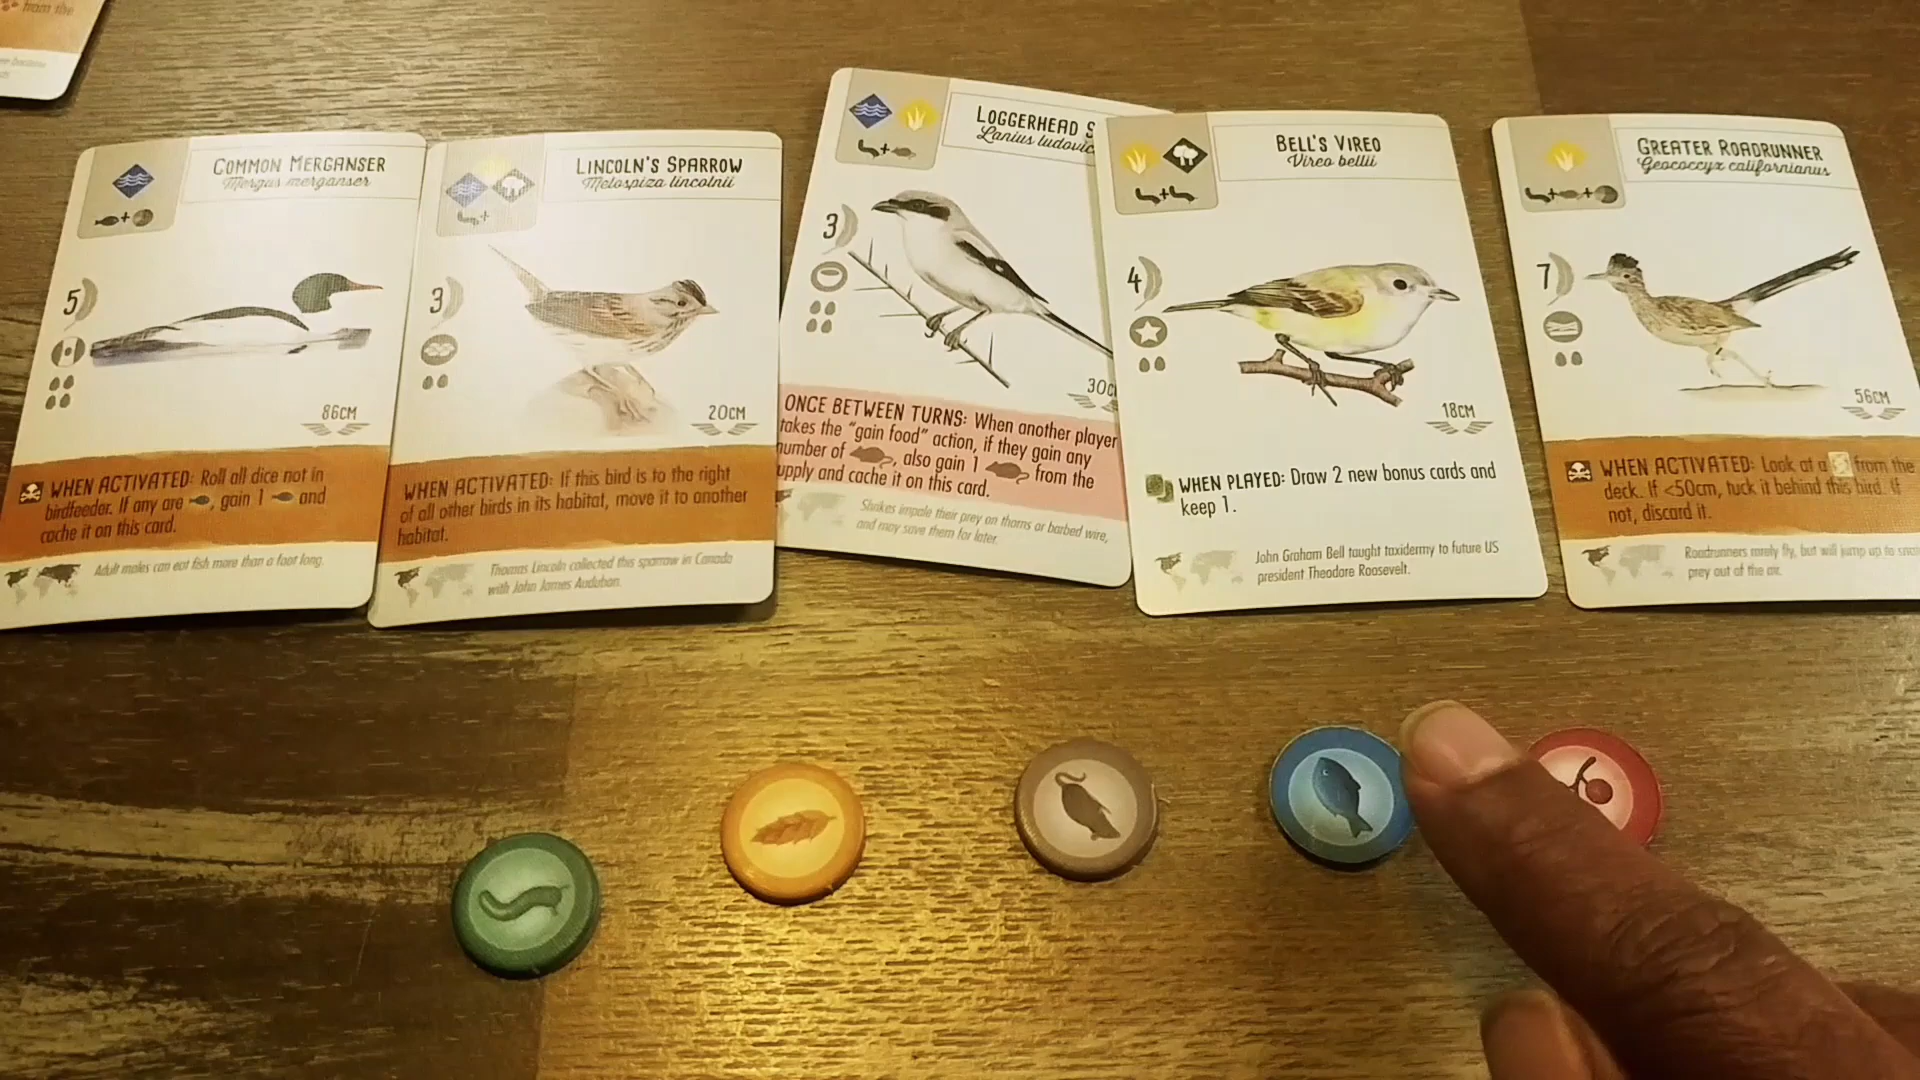 from the
COMMON MERGANSER
Mergus merganser
5
86CM
WHEN ACTIVATED: Roll all dice not in
birdfeeder. If any are , gain 1 and
cache it on this card.
Adult males can eat fish more than a foot long.
LINCOLN'S SPARROW
Melospiza lincolnii
3
20CM
WHEN ACTIVATED: If this bird is to the right
of all other birds in its habitat, move it to another
habitat.
Thomas Lincoln collected this sparrow in Canada
with John James Audubon.
LOGGERHEAD S
Lanius ludovic
3
30C
ONCE BETWEEN TURNS: When another player
takes the "gain food" action, if they gain any
number of , also gain 1 from the
upply and cache it on this card.
Shrikes impale their prey on thorns or barbed wire,
and may save them for later.
BELL'S VIREO
Vireo bellii
4
18CM
WHEN PLAYED: Draw 2 new bonus cards and
keep 1.
John Graham Bell taught taxidermy to future US
president Theodore Roosevelt.
GREATER ROADRUNNER
Geococcyx californianus
7
56CM
WHEN ACTIVATED: Look at a from the
deck. If <50cm, tuck it behind this bird. If
not, discard it.
Roadrunners rarely fly, but will jump up to
prey out of the air.